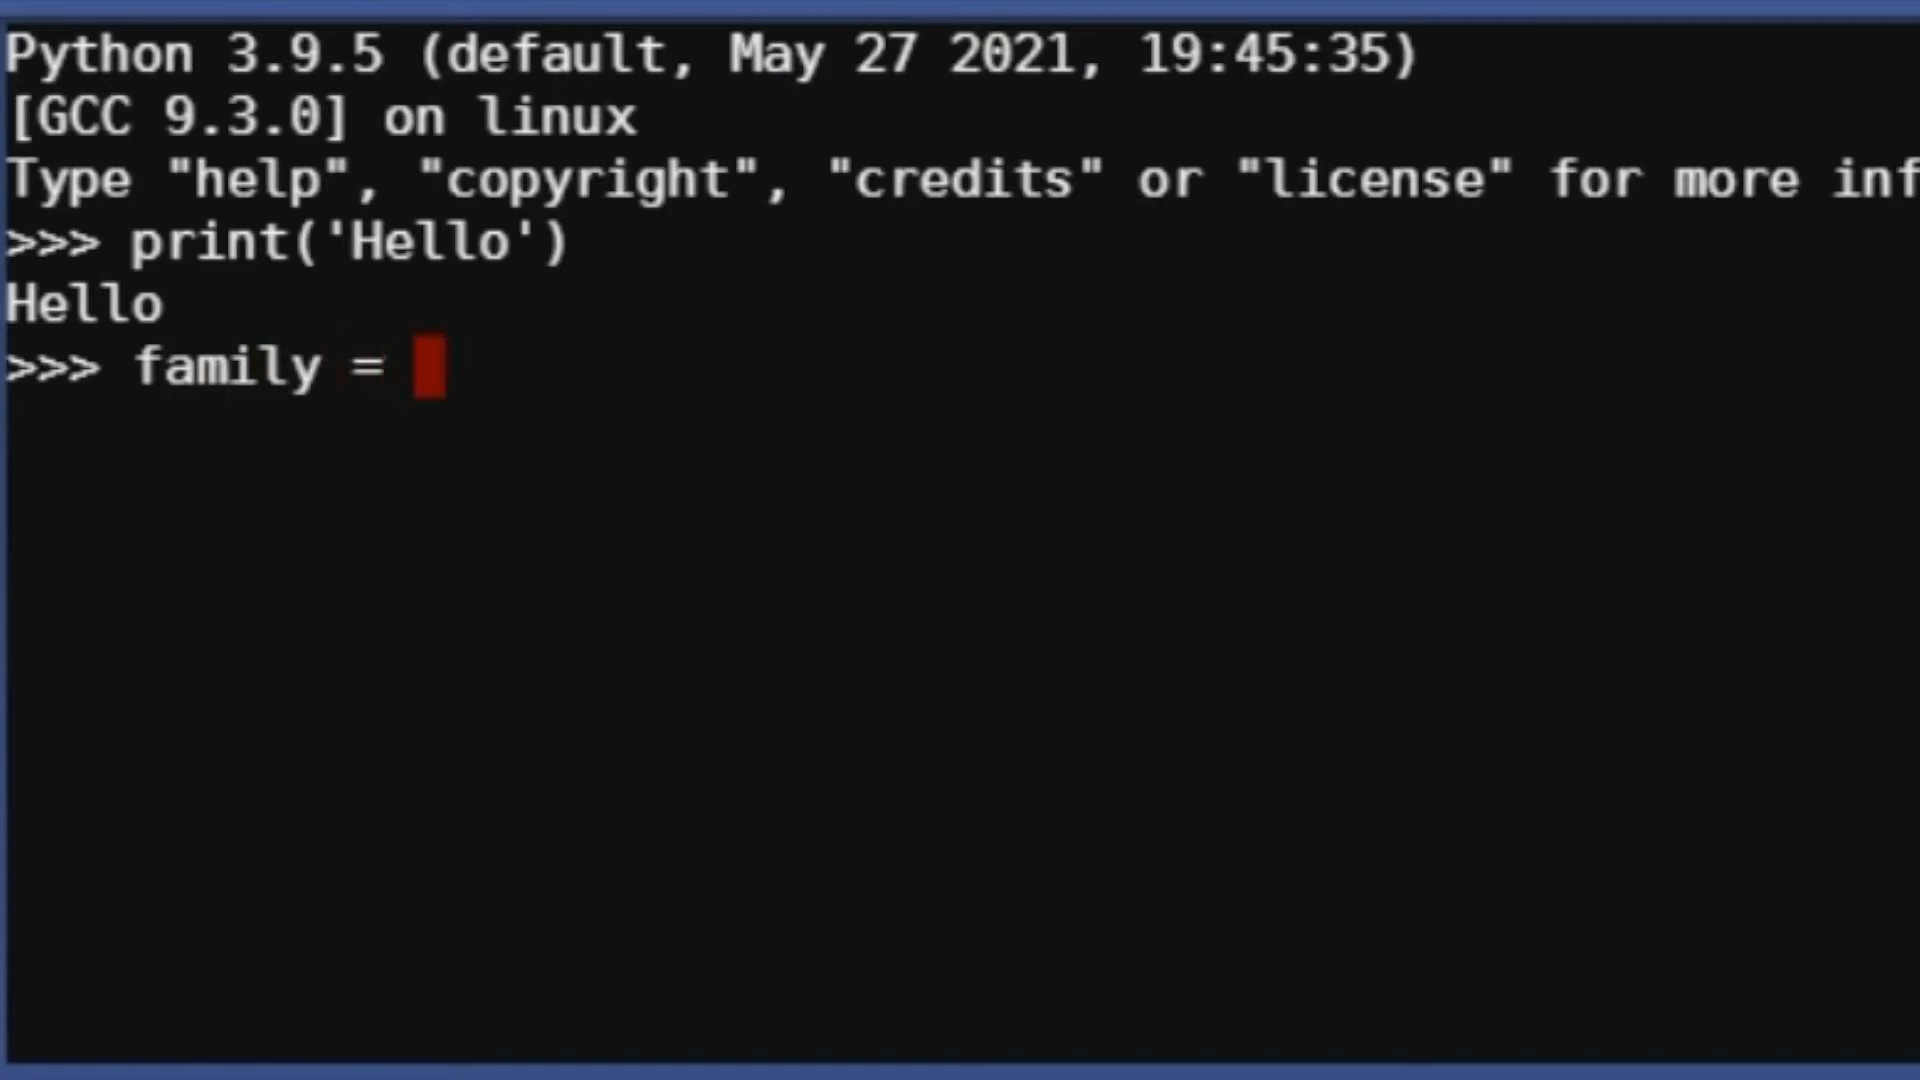 Python 3.9.5 (default, May 27 2021, 19:45:35)
[GCC 9.3.0] on linux
Type "help", "copyright", "credits" or "license" for more inf
>>> print('Hello')
Hello
>>> family =